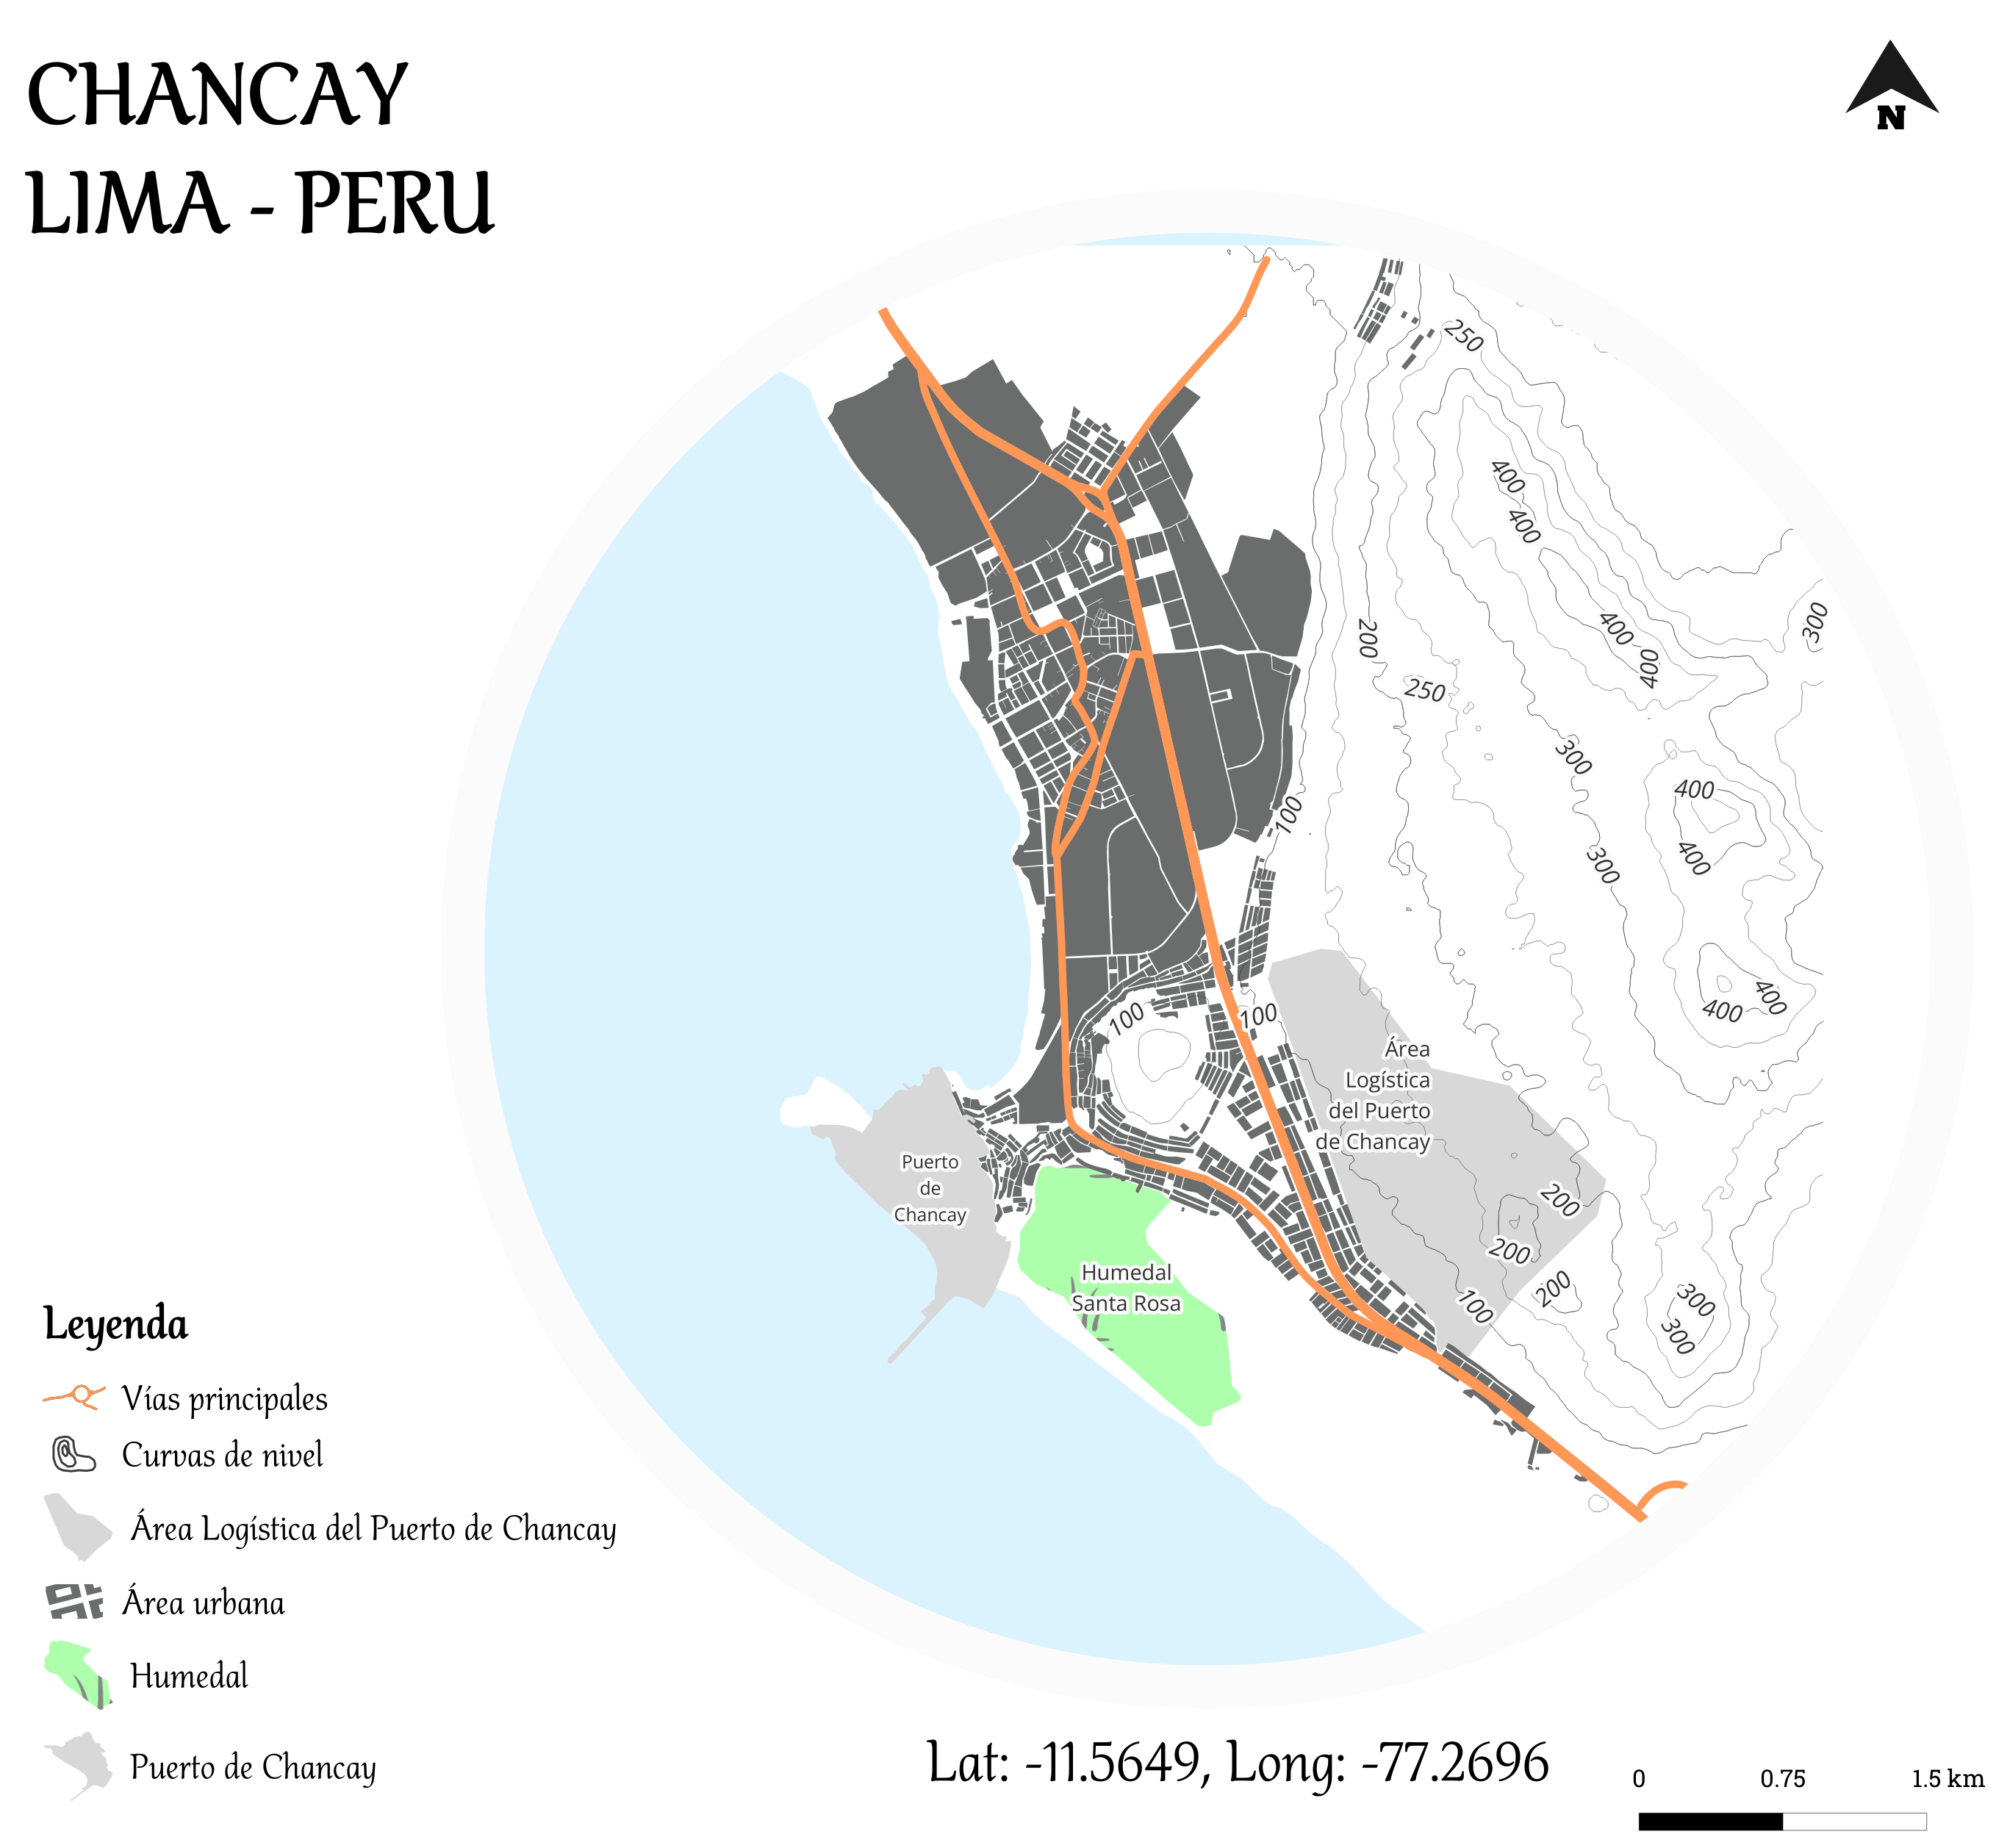 CHANCAY
LIMA - PERU
N
250
400
400
400
400
300
200
250
300
400
100
300
400
400
400
100
100
Área
Logística
del Puerto
de Chancay
Puerto
de
Chancay
200
200
200
100
300
300
Humedal
Santa Rosa
Leyenda
Vías principales
Curvas de nivel
Área Logística del Puerto de Chancay
Área urbana
Humedal
Puerto de Chancay
Lat: -11.5649, Long: -77.2696
0 0.75 1.5 km